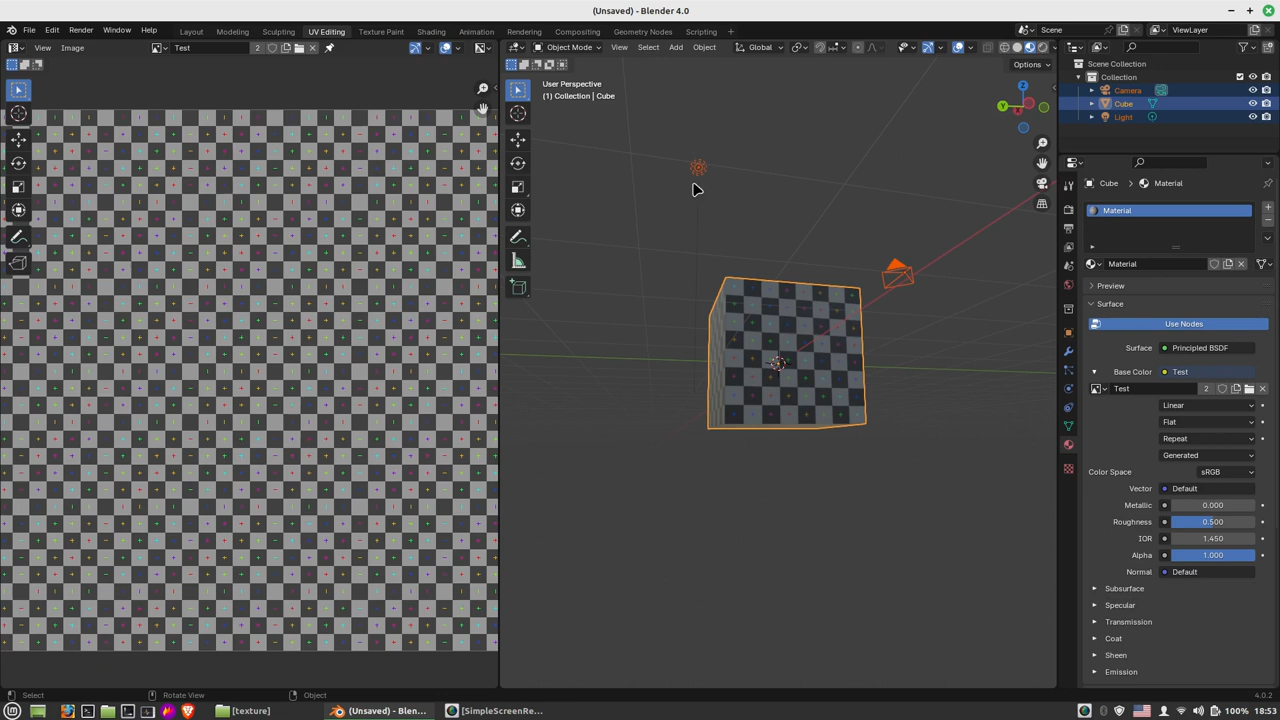 (Unsaved) - Blender 4.0
File Edit Render Window Help Layout Modeling Sculpting UV Editing Texture Paint Shading Animation Rendering Compositing Geometry Nodes Scripting + Scene ViewLayer
View Image Test 2 Object Mode View Select Add Object Global
Options
User Perspective
(1) Collection | Cube
Z
Y
Scene Collection
Collection
Camera
Cube
Light
Cube Material
Material
Material
Preview
Surface
Use Nodes
Surface Principled BSDF
Base Color Test
Test 2
Linear
Flat
Repeat
Generated
Color Space sRGB
Vector Default
Metallic 0.000
Roughness 0.500
IOR 1.450
Alpha 1.000
Normal Default
Subsurface
Specular
Transmission
Coat
Sheen
Emission
Select Rotate View Object 4.0.2
[texture] (Unsaved) - Blen... [SimpleScreenRe... 100% 18:53